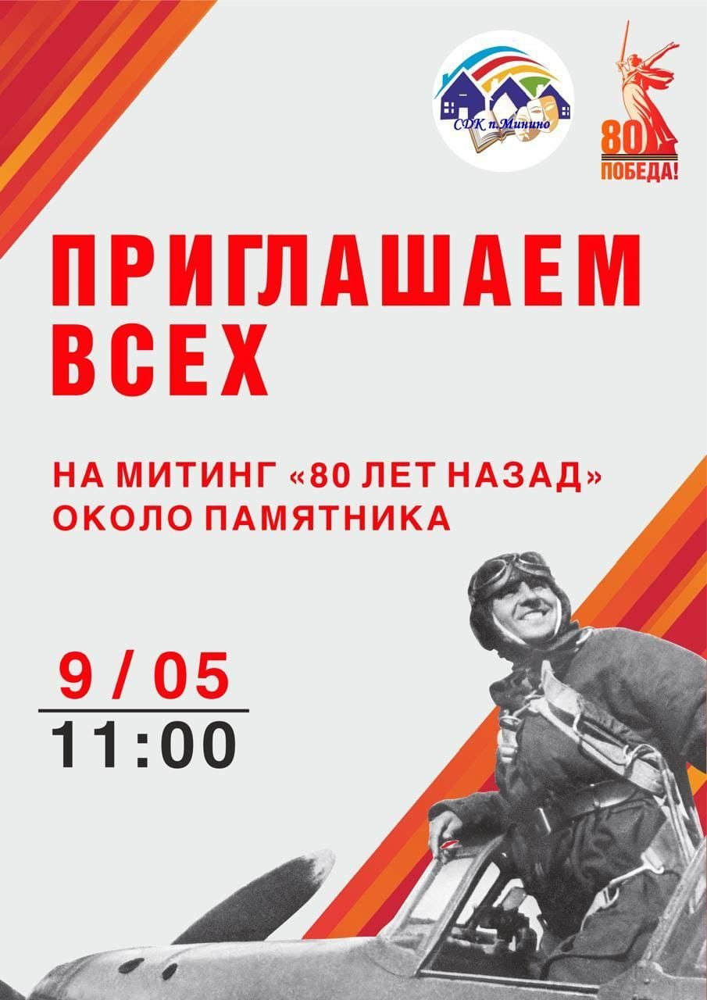 СДК п.Минино
80
ПОБЕДА!
ПРИГЛАШАЕМ
ВСЕХ
НА МИТИНГ «80 ЛЕТ НАЗАД»
ОКОЛО ПАМЯТНИКА
9 / 05
11:00